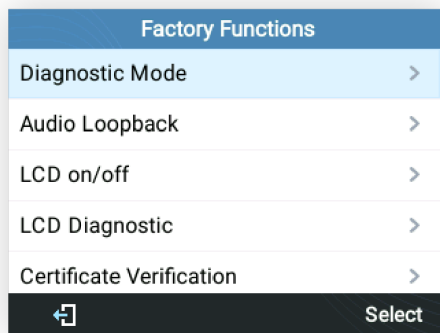 Factory Functions
Diagnostic Mode
Audio Loopback
LCD on/off
LCD Diagnostic
Certificate Verification
Select